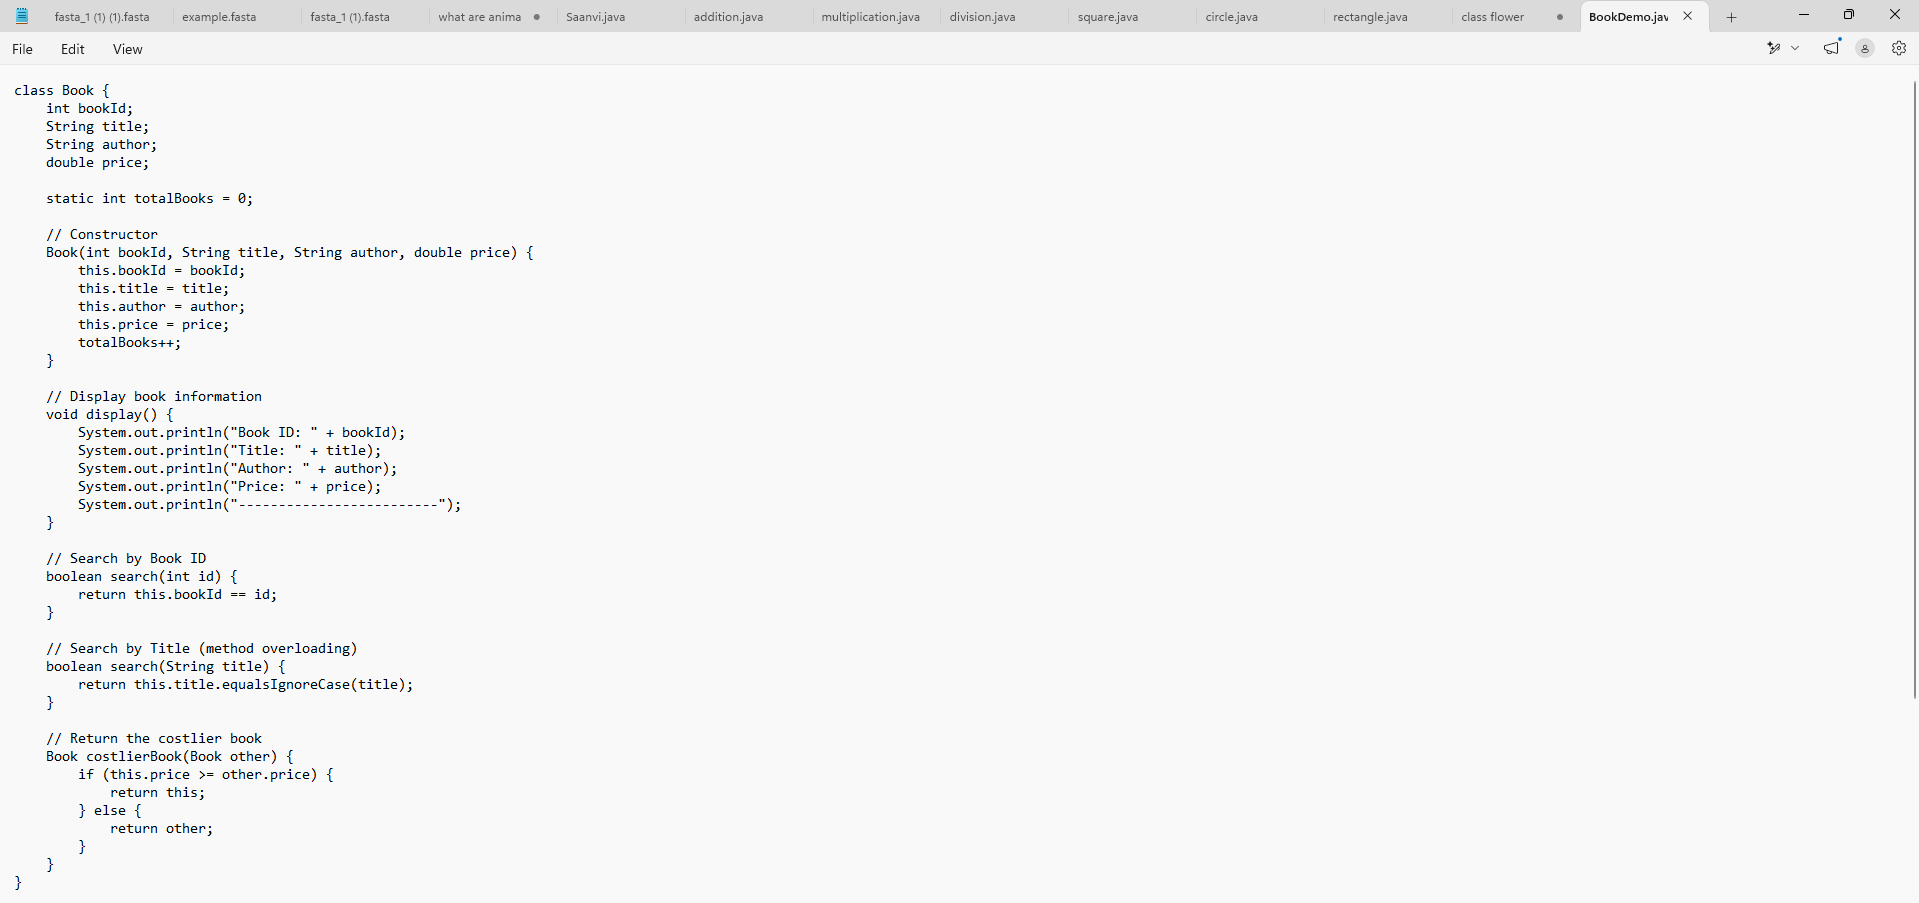 fasta_1 (1) (1).fasta example.fasta fasta_1 (1).fasta what are anima Saanvi.java addition.java multiplication.java division.java square.java circle.java rectangle.java class flower BookDemo.jav
File Edit View
class Book {
    int bookId;
    String title;
    String author;
    double price;

    static int totalBooks = 0;

    // Constructor
    Book(int bookId, String title, String author, double price) {
        this.bookId = bookId;
        this.title = title;
        this.author = author;
        this.price = price;
        totalBooks++;
    }

    // Display book information
    void display() {
        System.out.println("Book ID: " + bookId);
        System.out.println("Title: " + title);
        System.out.println("Author: " + author);
        System.out.println("Price: " + price);
        System.out.println("-------------------------");
    }

    // Search by Book ID
    boolean search(int id) {
        return this.bookId == id;
    }

    // Search by Title (method overloading)
    boolean search(String title) {
        return this.title.equalsIgnoreCase(title);
    }

    // Return the costlier book
    Book costlierBook(Book other) {
        if (this.price >= other.price) {
            return this;
        } else {
            return other;
        }
    }
}